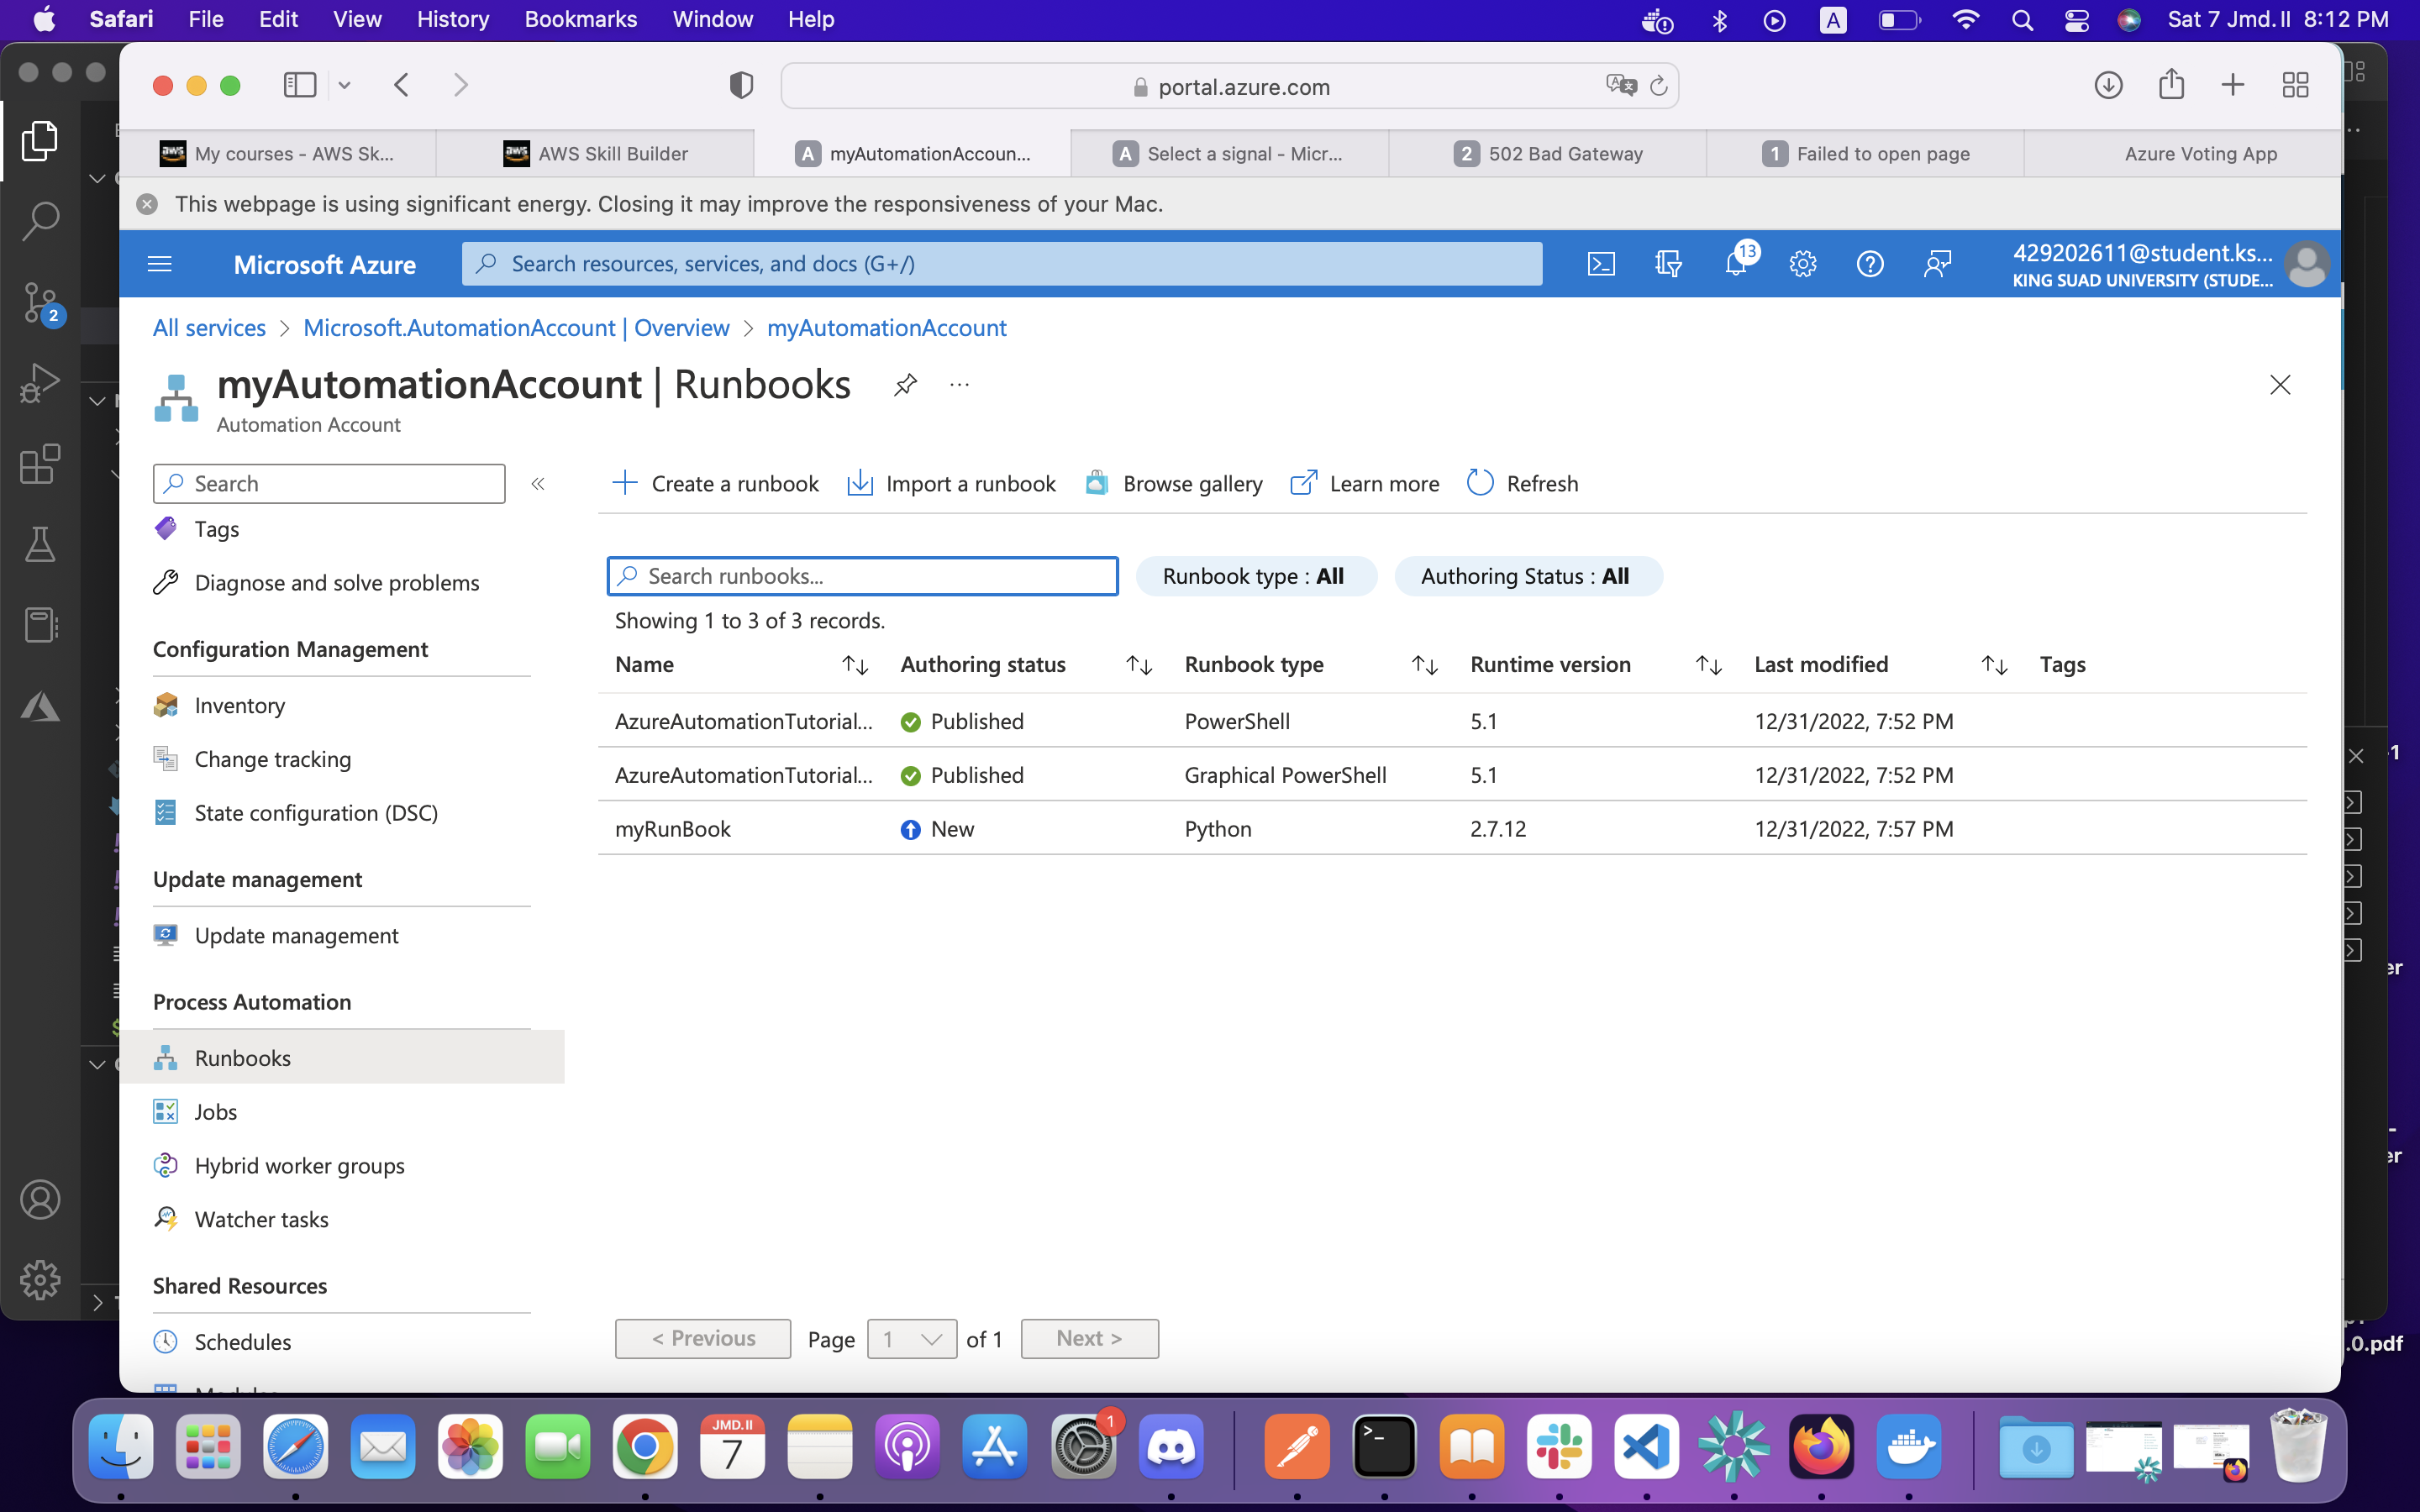 Safari File Edit View History Bookmarks Window Help
A
Sat 7 Jmd. II 8:12 PM
portal.azure.com
aws My courses - AWS Sk...
aws AWS Skill Builder
A myAutomationAccoun...
A Select a signal - Micr...
2 502 Bad Gateway
1 Failed to open page
Azure Voting App
This webpage is using significant energy. Closing it may improve the responsiveness of your Mac.
Microsoft Azure
Search resources, services, and docs (G+/)
13
429202611@student.ks...
KING SUAD UNIVERSITY (STUDE...
2
All services > Microsoft.AutomationAccount | Overview > myAutomationAccount
myAutomationAccount | Runbooks
Automation Account
Search
Create a runbook
Import a runbook
Browse gallery
Learn more
Refresh
Tags
Diagnose and solve problems
Configuration Management
Inventory
Change tracking
State configuration (DSC)
Update management
Update management
Process Automation
Runbooks
Jobs
Hybrid worker groups
Watcher tasks
Shared Resources
Schedules
Search runbooks...
Runbook type : All
Authoring Status : All
Showing 1 to 3 of 3 records.
Name Authoring status Runbook type Runtime version Last modified Tags
AzureAutomationTutorial... Published PowerShell 5.1 12/31/2022, 7:52 PM
AzureAutomationTutorial... Published Graphical PowerShell 5.1 12/31/2022, 7:52 PM
myRunBook New Python 2.7.12 12/31/2022, 7:57 PM
< Previous Page 1 of 1 Next >
-1
er
er
.0.pdf
JMD.II
7
1